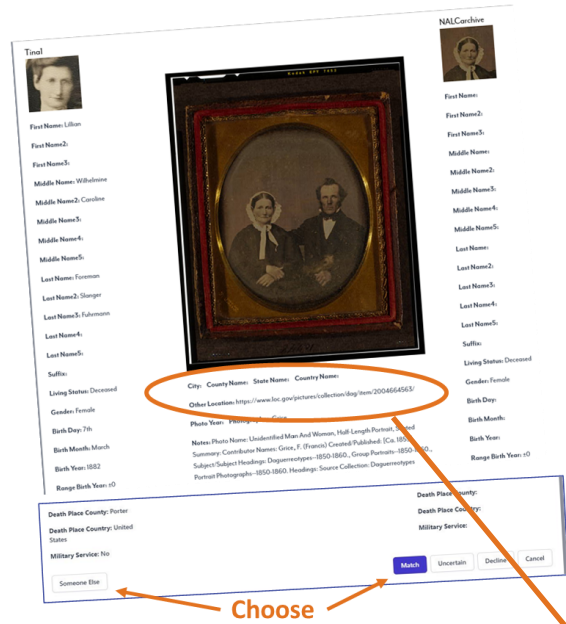 Tinal
First Name: Lillian
First Name2:
First Name3:
Middle Name: Wilhelmine
Middle Name2: Caroline
Middle Name3:
Middle Name4:
Middle Name5:
Last Name: Foreman
Last Name2: Slanger
Last Name3: Fuhrmann
Last Name4:
Last Name5:
Suffix:
Living Status: Deceased
Gender: Female
Birth Day: 7th
Birth Month: March
Birth Year: 1882
Range Birth Year: ±0
City: County Name: State Name: Country Name:
Other Location: https://www.loc.gov/pictures/collection/dag/item/2004664563/
Photo Year: Grice
Notes: Photo Name: Unidentified Man And Woman, Half-Length Portrait,
Summary: Contributor Names: Grice, F. (Francis) Created/Published: [Ca.
Subject/Subject Headings: Daguerreotypes--1850-1860., Group Portraits--1850-
Portrait Photographs--1850-1860. Headings: Source Collection: Daguerreotypes
NALCarchive
First Name:
First Name2:
First Name3:
Middle Name:
Middle Name2:
Middle Name3:
Middle Name4:
Middle Name5:
Last Name:
Last Name2:
Last Name3:
Last Name4:
Last Name5:
Suffix:
Living Status: Deceased
Gender: Female
Birth Day:
Birth Month:
Birth Year:
Range Birth Year: ±0
Death Place County: Porter
Death Place Country: United
States
Military Service: No
Someone Else
Death Place County:
Death Place Country:
Military Service:
Match
Uncertain
Decline
Cancel
Choose